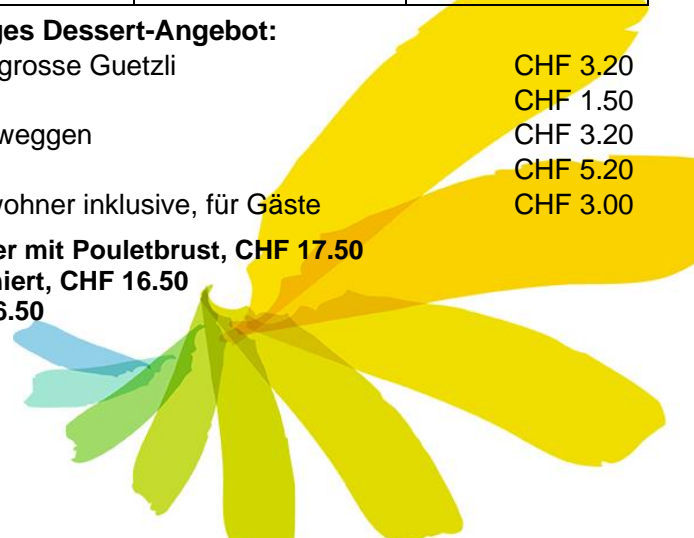 ges Dessert-Angebot:
grosse Guetzli CHF 3.20
CHF 1.50
weggen CHF 3.20
CHF 5.20
wohner inklusive, für Gäste CHF 3.00
er mit Pouletbrust, CHF 17.50
niert, CHF 16.50
6.50